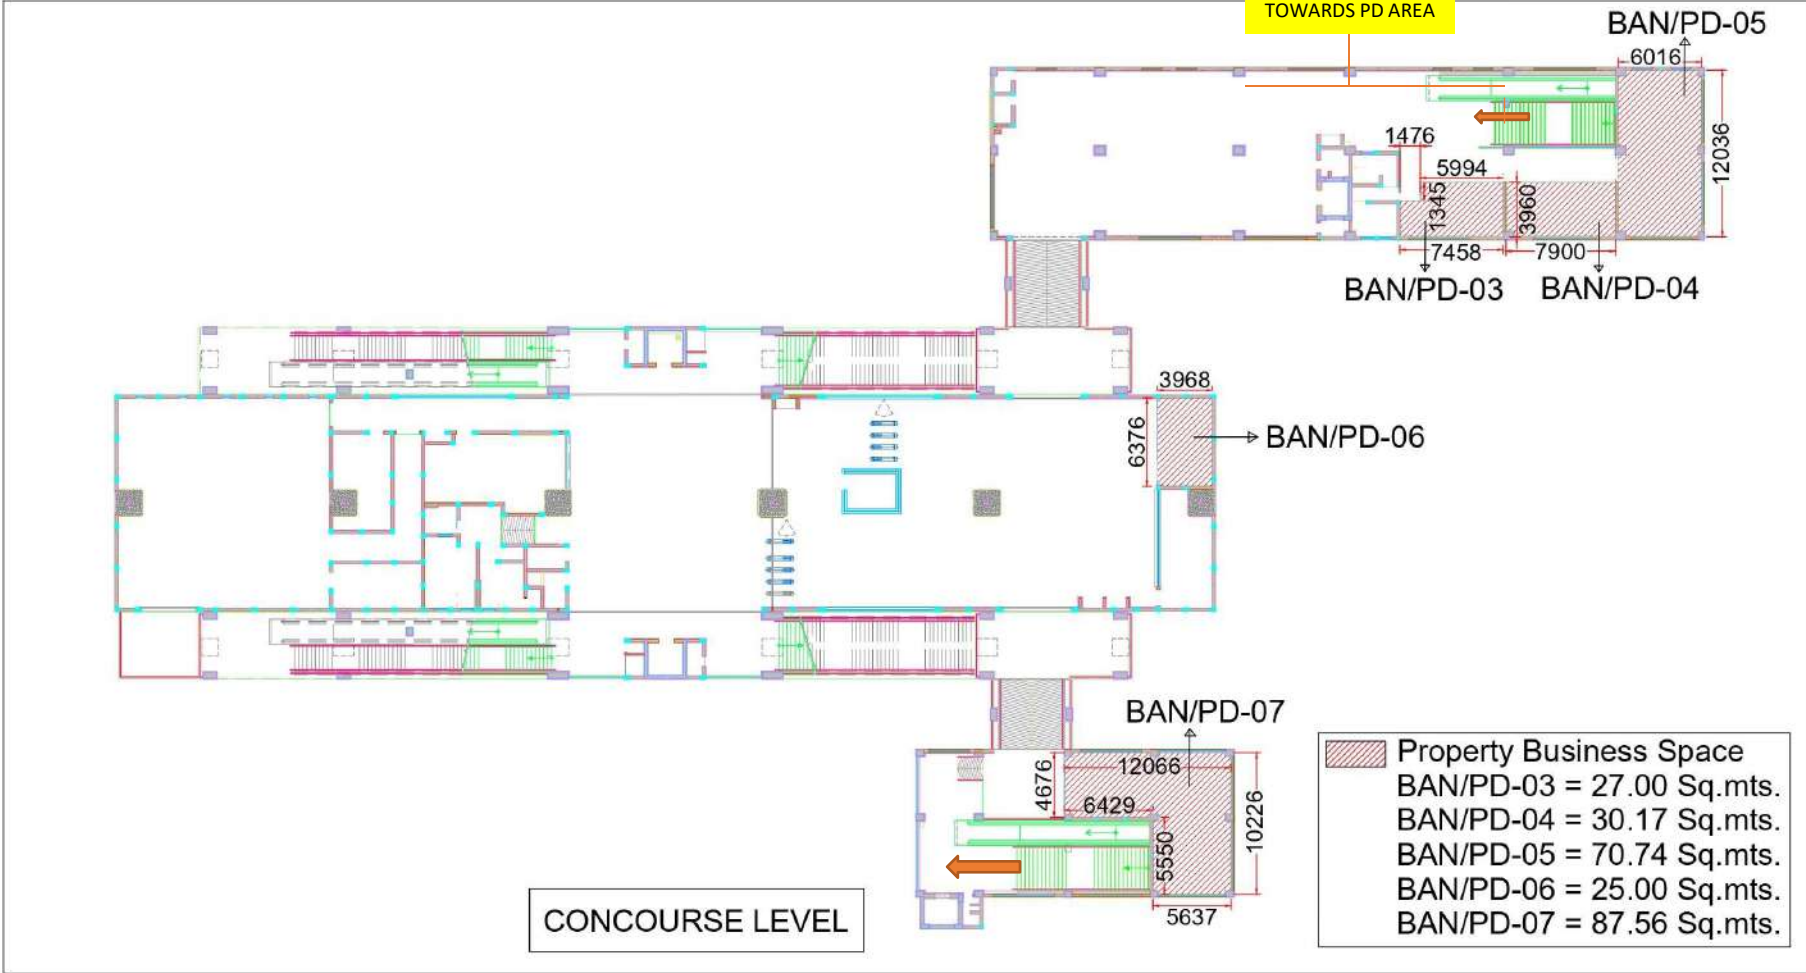 TOWARDS PD AREA
BAN/PD-05
6016
12036
1476
5994
1345
3960
7458
7900
BAN/PD-03
BAN/PD-04
3968
6376
BAN/PD-06
BAN/PD-07
12066
4676
6429
10226
5550
5637
CONCOURSE LEVEL
Property Business Space
BAN/PD-03 = 27.00 Sq.mts.
BAN/PD-04 = 30.17 Sq.mts.
BAN/PD-05 = 70.74 Sq.mts.
BAN/PD-06 = 25.00 Sq.mts.
BAN/PD-07 = 87.56 Sq.mts.